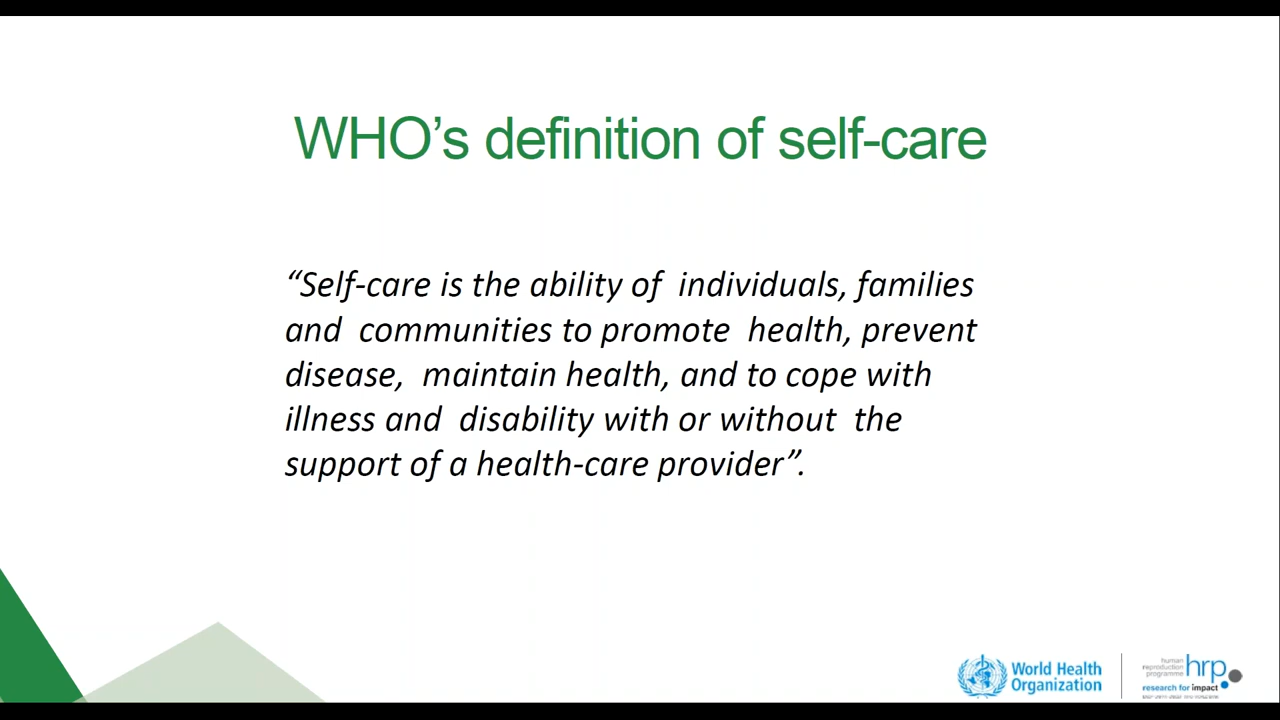 WHO’s definition of self-care
“Self-care is the ability of  individuals, families
and  communities to promote  health, prevent
disease,  maintain health, and to cope with
illness and  disability with or without  the
support of a health-care provider”.
World Health
Organization
human
reproduction
programme
hrp
research for impact